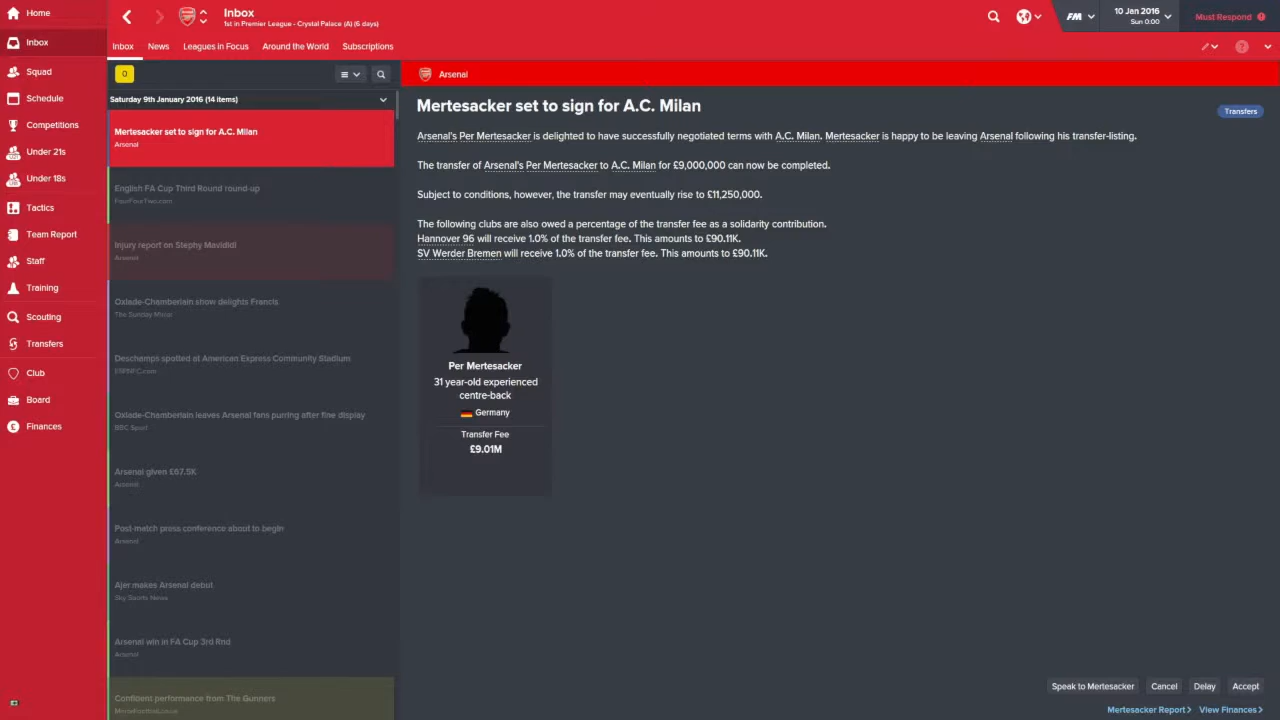 Home
Inbox
Squad
Schedule
Competitions
Under 21s
Under 18s
Tactics
Team Report
Staff
Training
Scouting
Transfers
Club
Board
Finances
Inbox
1st in Premier League - Crystal Palace (A) (6 days)
FM
10 Jan 2016
Sun 0:00
Must Respond
Inbox
News
Leagues in Focus
Around the World
Subscriptions
0
Saturday 9th January 2016 (14 items)
Mertesacker set to sign for A.C. Milan
Arsenal
English FA Cup Third Round round-up
FourFourTwo.com
Injury report on Stephy Mavididi
Arsenal
Oxlade-Chamberlain show delights Francis
The Sunday Mirror
Deschamps spotted at American Express Community Stadium
ESPNFC.com
Oxlade-Chamberlain leaves Arsenal fans purring after fine display
BBC Sport
Arsenal given £67.5K
Arsenal
Post-match press conference about to begin
Arsenal
Ajer makes Arsenal debut
Sky Sports News
Arsenal win in FA Cup 3rd Rnd
Arsenal
Confident performance from The Gunners
Arsenal
Mertesacker set to sign for A.C. Milan
Transfers
Arsenal's Per Mertesacker is delighted to have successfully negotiated terms with A.C. Milan. Mertesacker is happy to be leaving Arsenal following his transfer-listing.
The transfer of Arsenal's Per Mertesacker to A.C. Milan for £9,000,000 can now be completed.
Subject to conditions, however, the transfer may eventually rise to £11,250,000.
The following clubs are also owed a percentage of the transfer fee as a solidarity contribution.
Hannover 96 will receive 1.0% of the transfer fee. This amounts to £90.11K.
SV Werder Bremen will receive 1.0% of the transfer fee. This amounts to £90.11K.
Per Mertesacker
31 year-old experienced
centre-back
Germany
Transfer Fee
£9.01M
Speak to Mertesacker
Cancel
Delay
Accept
Mertesacker Report>
View Finances>